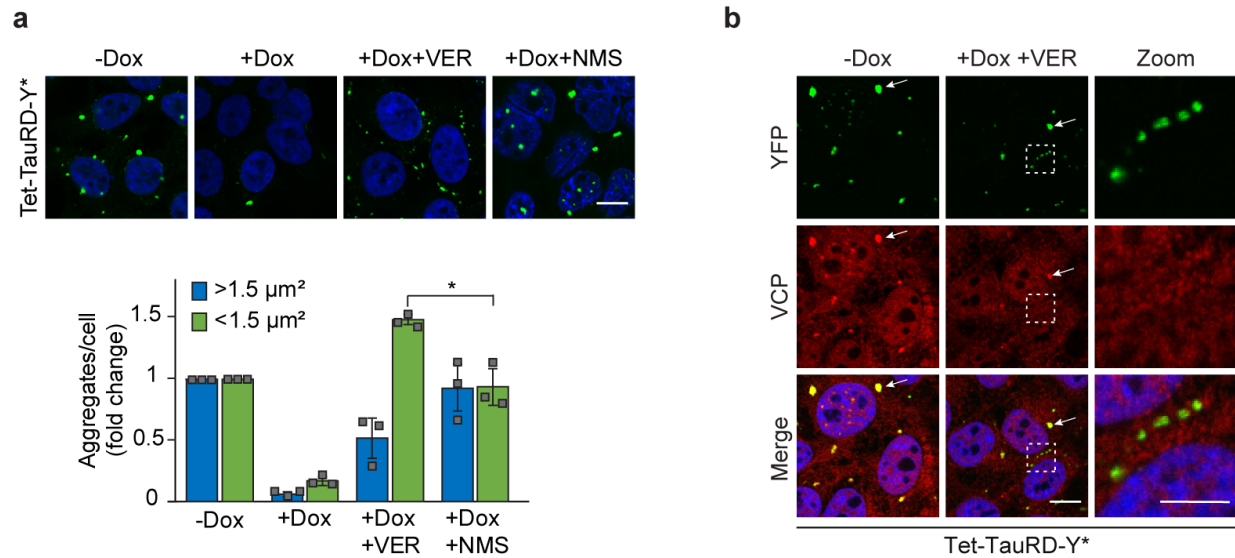 a
-Dox
+Dox
+Dox+VER
+Dox+NMS
Tet-TauRD-Y*
Aggregates/cell
(fold change)
>1.5 µm²
<1.5 µm²
*
1.5
1
0.5
0
-Dox
+Dox
+Dox
+VER
+Dox
+NMS
b
-Dox
+Dox +VER
Zoom
YFP
VCP
Merge
Tet-TauRD-Y*